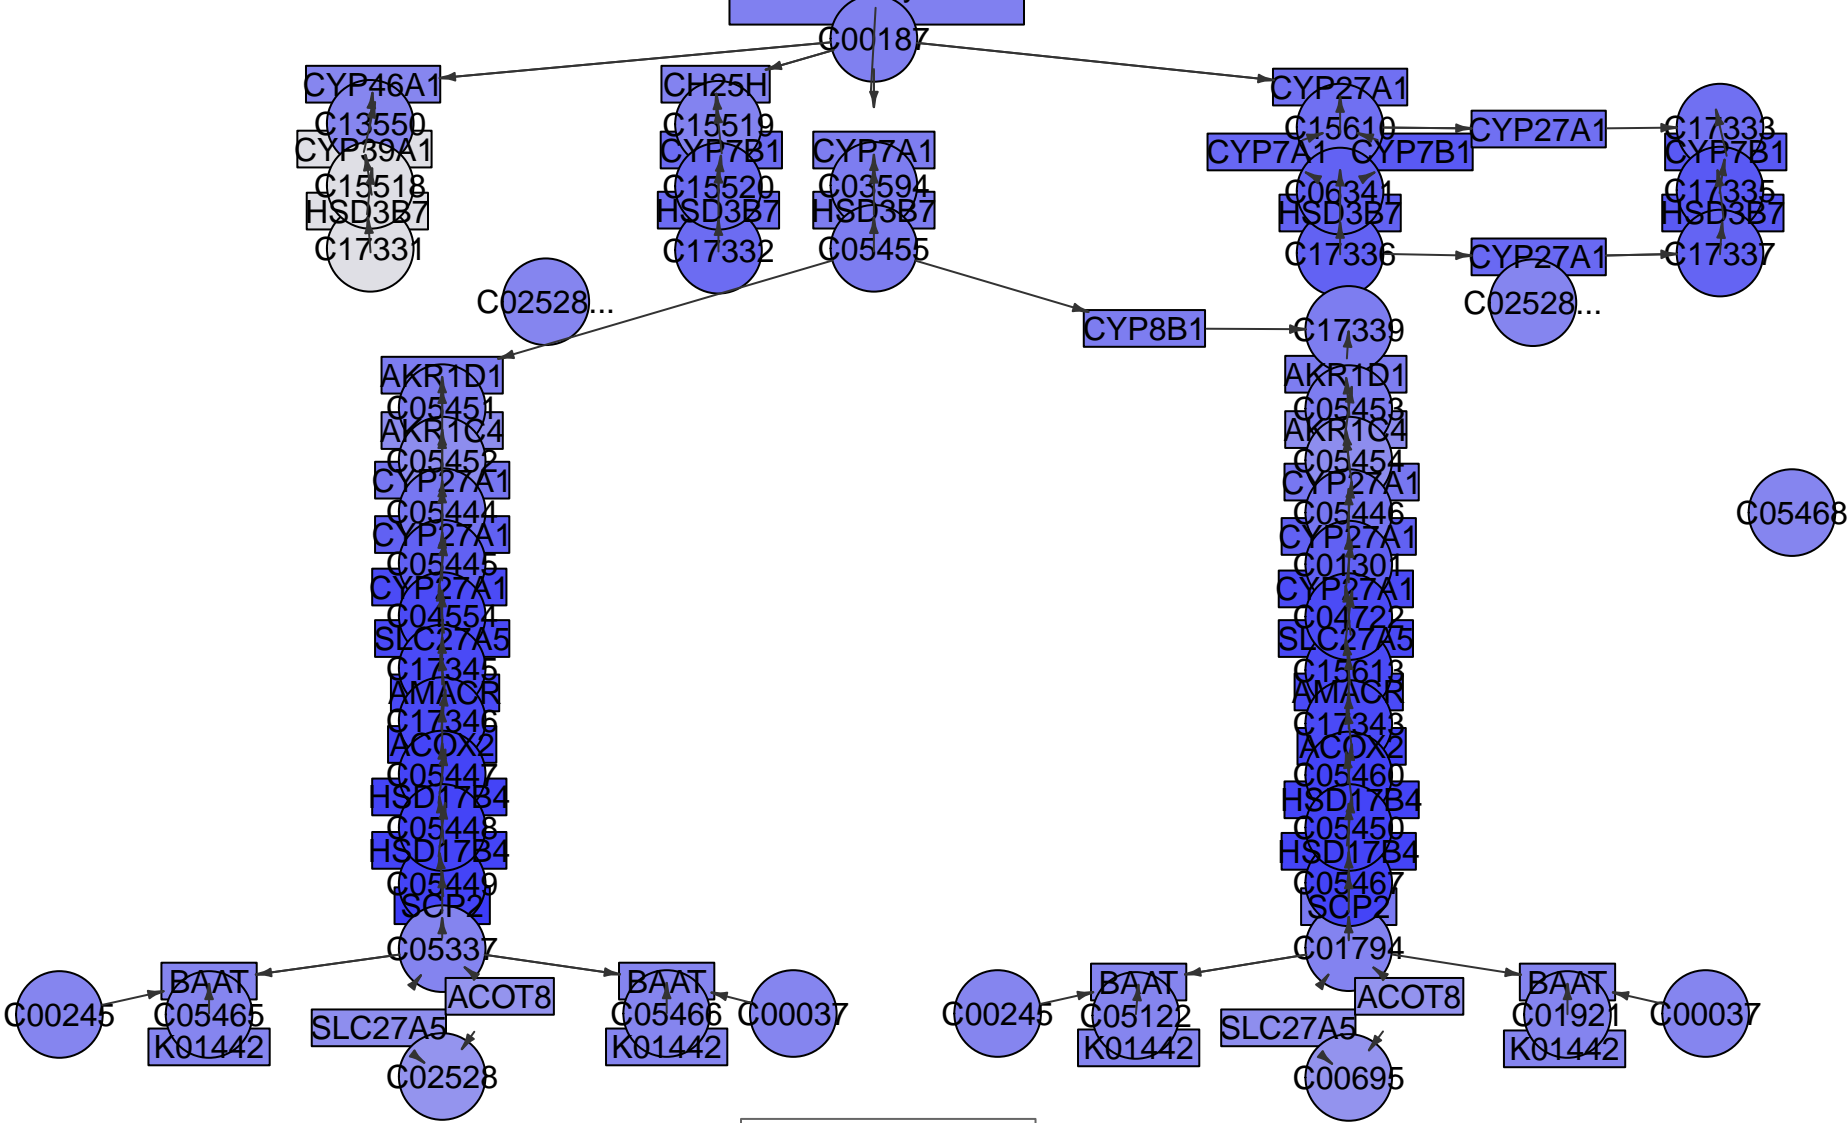 C00187
CYP46A1
CH25H
CYP27A1
C13550
C15519
C15610
CYP27A1
C17333
CYP39A1
CYP7B1
CYP7A1
CYP7A1
CYP7B1
CYP7B1
C15518
C15520
C03594
C06341
C17335
HSD3B7
HSD3B7
HSD3B7
HSD3B7
HSD3B7
C17331
C17332
C05455
C17336
CYP27A1
C17337
C02528...
C02528...
CYP8B1
C17339
AKR1D1
AKR1D1
C05451
C05453
AKR1C4
AKR1C4
C05452
C05454
CYP27A1
CYP27A1
C05444
C05446
C05468
CYP27A1
CYP27A1
C05445
C01301
CYP27A1
CYP27A1
C04554
C04722
SLC27A5
SLC27A5
C17345
C15613
AMACR
AMACR
C17346
C17343
ACOX2
ACOX2
C05447
C05460
HSD17B4
HSD17B4
C05448
C05450
HSD17B4
HSD17B4
C05449
C05467
SCP2
SCP2
C05337
C01794
BAAT
BAAT
BAAT
BAAT
ACOT8
ACOT8
C00245
C05465
C05466
C00037
C00245
C05122
C01921
C00037
SLC27A5
SLC27A5
K01442
K01442
K01442
K01442
C02528
C00695